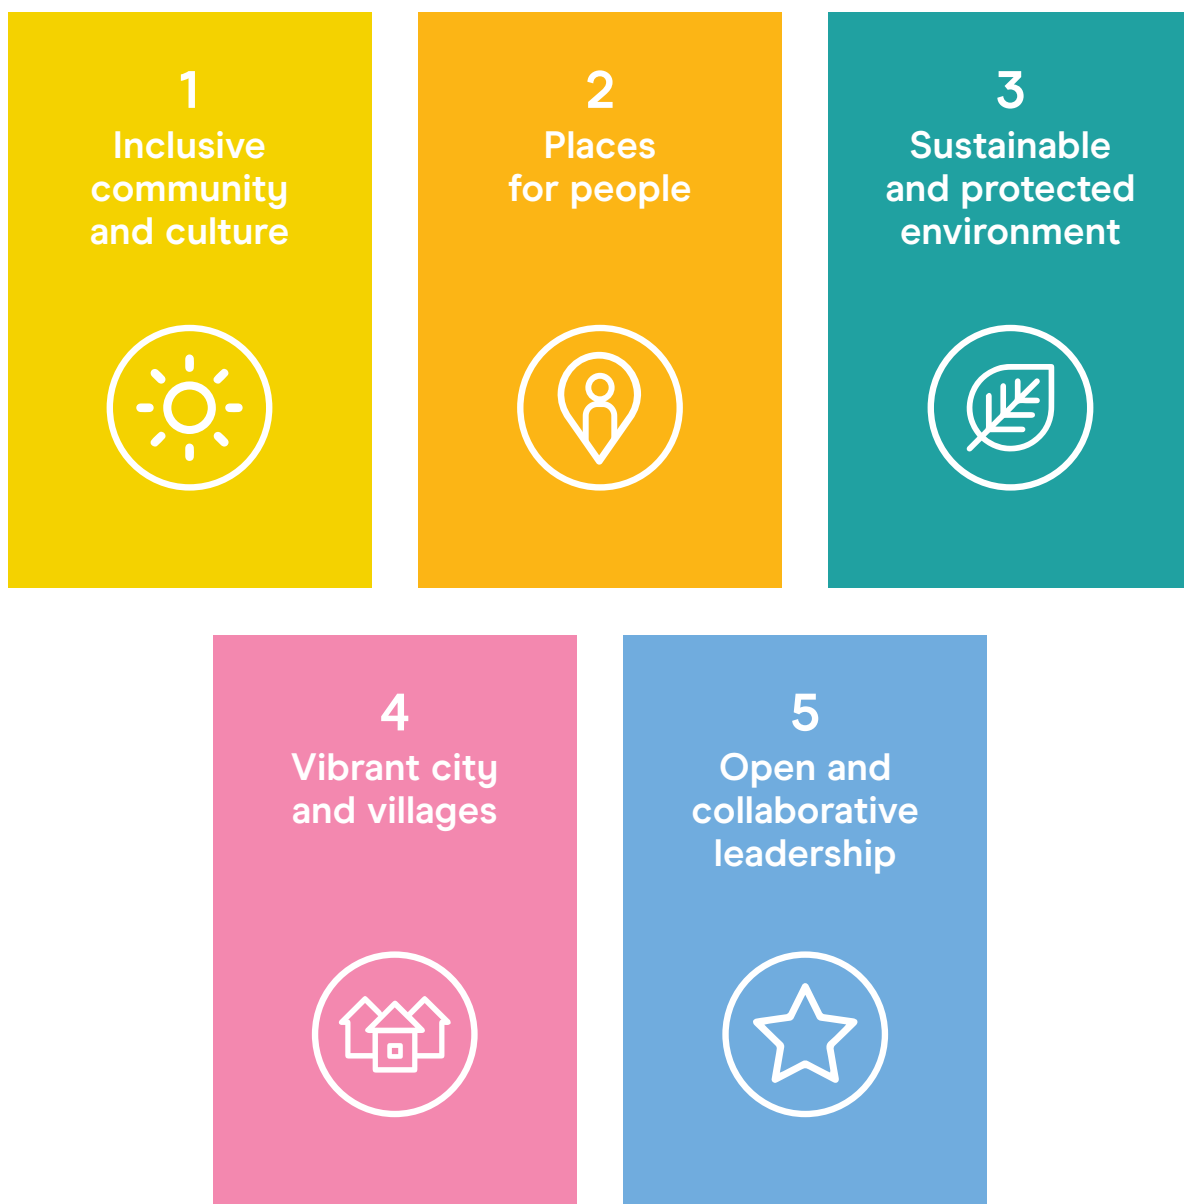 1
Inclusive
community
and culture
2
Places
for people
3
Sustainable
and protected
environment
4
Vibrant city
and villages
5
Open and
collaborative
leadership